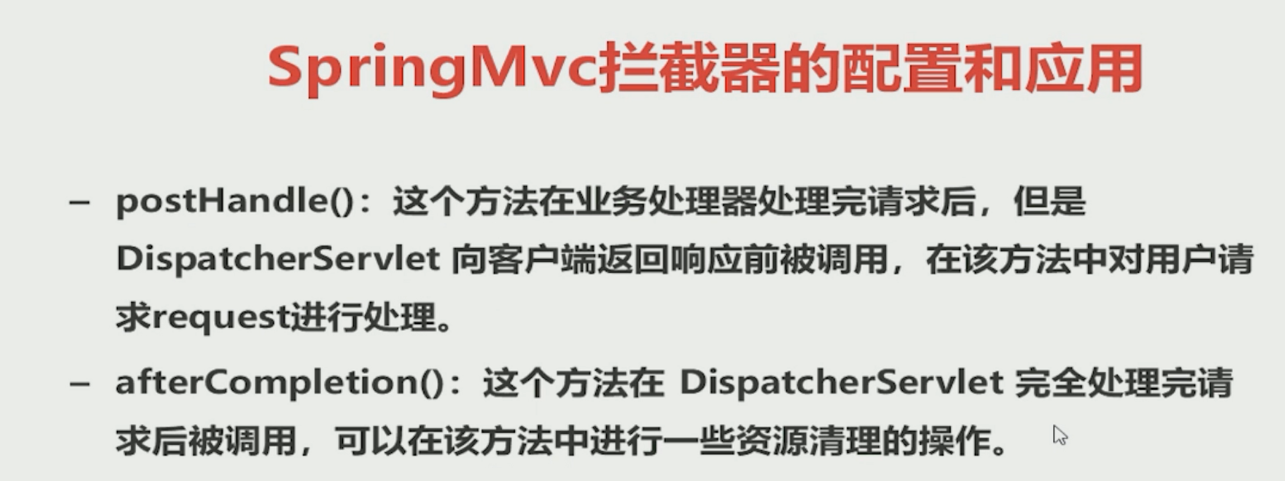 SpringMvc拦截器的配置和应用
– postHandle()：这个方法在业务处理器处理完请求后，但是
DispatcherServlet 向客户端返回响应前被调用，在该方法中对用户请
求request进行处理。
– afterCompletion()：这个方法在 DispatcherServlet 完全处理完请
求后被调用，可以在该方法中进行一些资源清理的操作。